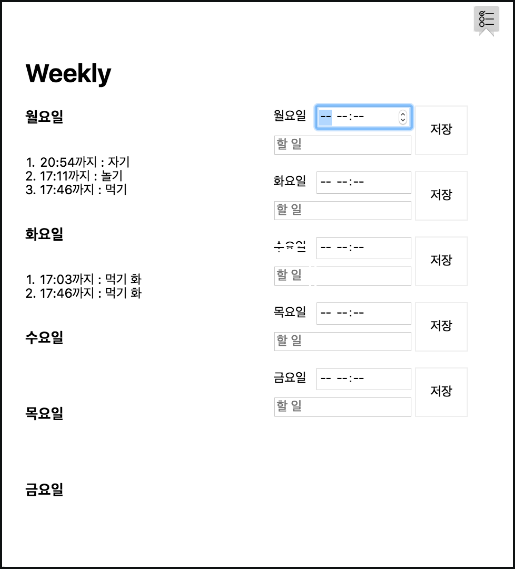 Weekly
월요일
1. 20:54까지 : 자기
2. 17:11까지 : 놀기
3. 17:46까지 : 먹기
화요일
1. 17:03까지 : 먹기 화
2. 17:46까지 : 먹기 화
수요일
목요일
금요일
월요일 -- --:--
할 일
저장
화요일 -- --:--
할 일
저장
-- --:--
할 일
저장
목요일 -- --:--
할 일
저장
금요일 -- --:--
할 일
저장